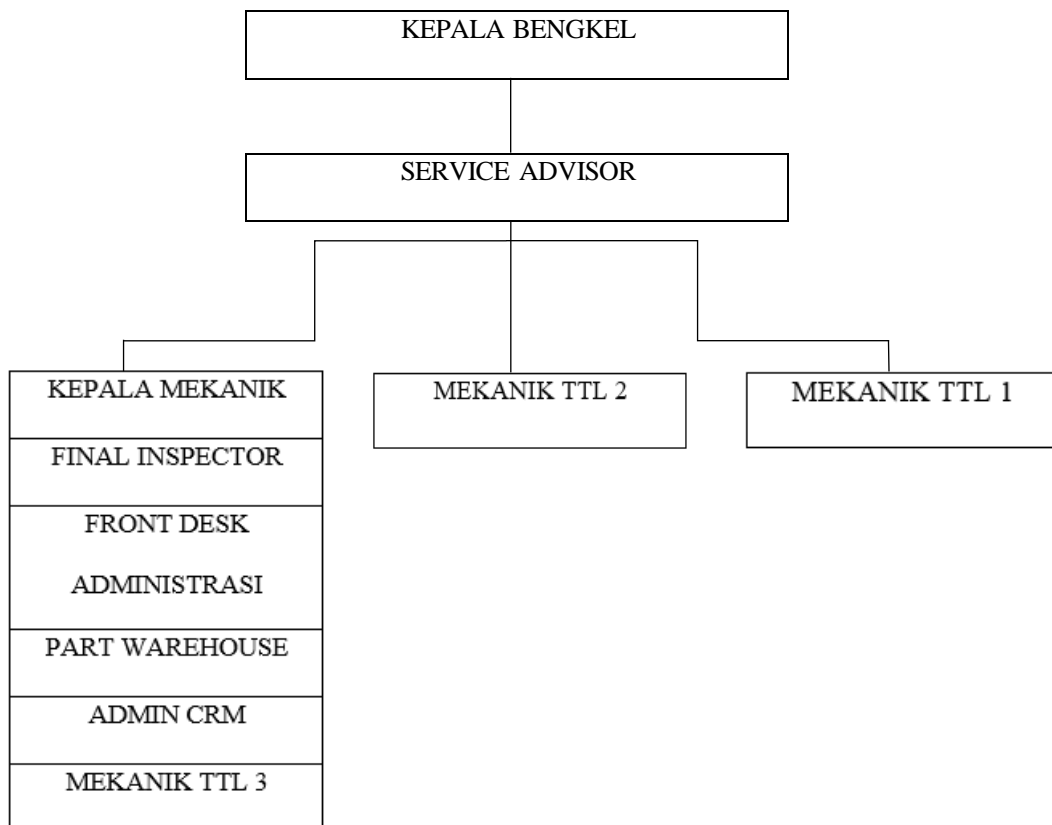 KEPALA BENGKEL
SERVICE ADVISOR
KEPALA MEKANIK
FINAL INSPECTOR
FRONT DESK
ADMINISTRASI
PART WAREHOUSE
ADMIN CRM
MEKANIK TTL 3
MEKANIK TTL 2
MEKANIK TTL 1